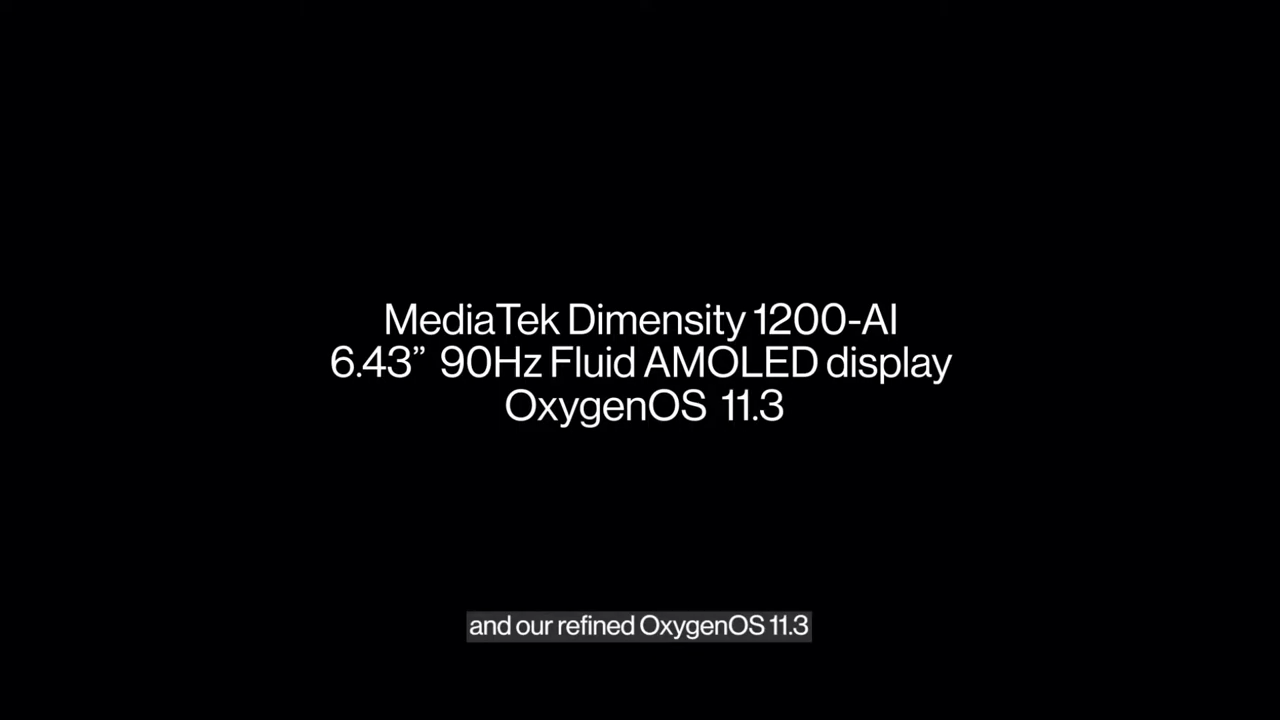 MediaTek Dimensity 1200-AI
6.43” 90Hz Fluid AMOLED display
OxygenOS 11.3
and our refined OxygenOS 11.3